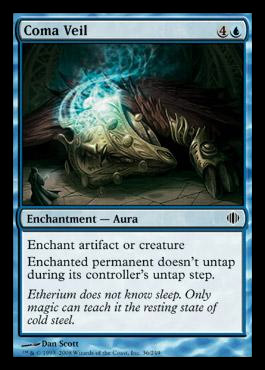 Coma Veil 4
Enchantment — Aura
Enchant artifact or creature
Enchanted permanent doesn't untap
during its controller's untap step.
Etherium does not know sleep. Only
magic can teach it the resting state of
cold steel.
Dan Scott
™ & © 1993–2008 Wizards of the Coast, Inc. 36/249